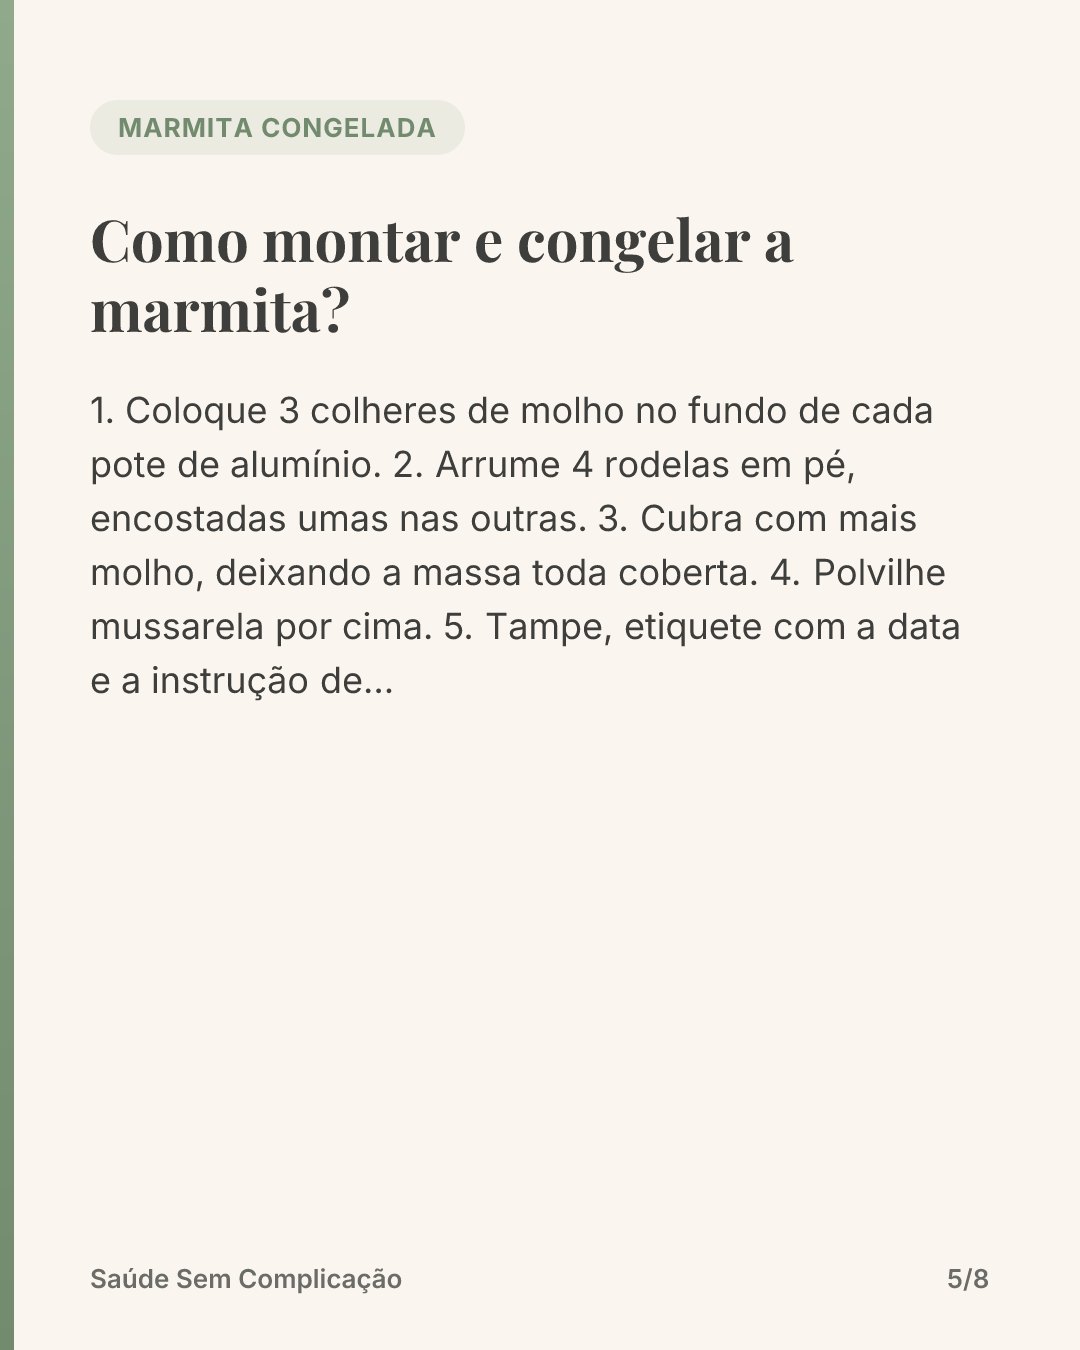 MARMITA CONGELADA
Como montar e congelar a
marmita?
1. Coloque 3 colheres de molho no fundo de cada
pote de alumínio. 2. Arrume 4 rodelas em pé,
encostadas umas nas outras. 3. Cubra com mais
molho, deixando a massa toda coberta. 4. Polvilhe
mussarela por cima. 5. Tampe, etiquete com a data
e a instrução de...
Saúde Sem Complicação
5/8